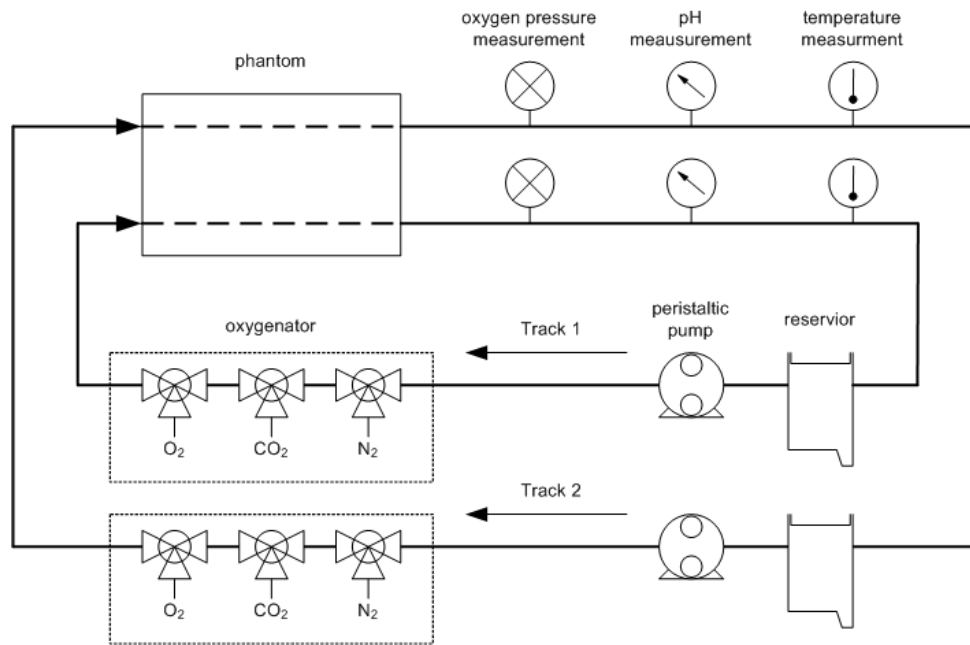 oxygen pressure
measurement
pH
meausurement
temperature
measurment
phantom
oxygenator
Track 1
peristaltic
pump
reservior
O₂
CO₂
N₂
Track 2
O₂
CO₂
N₂